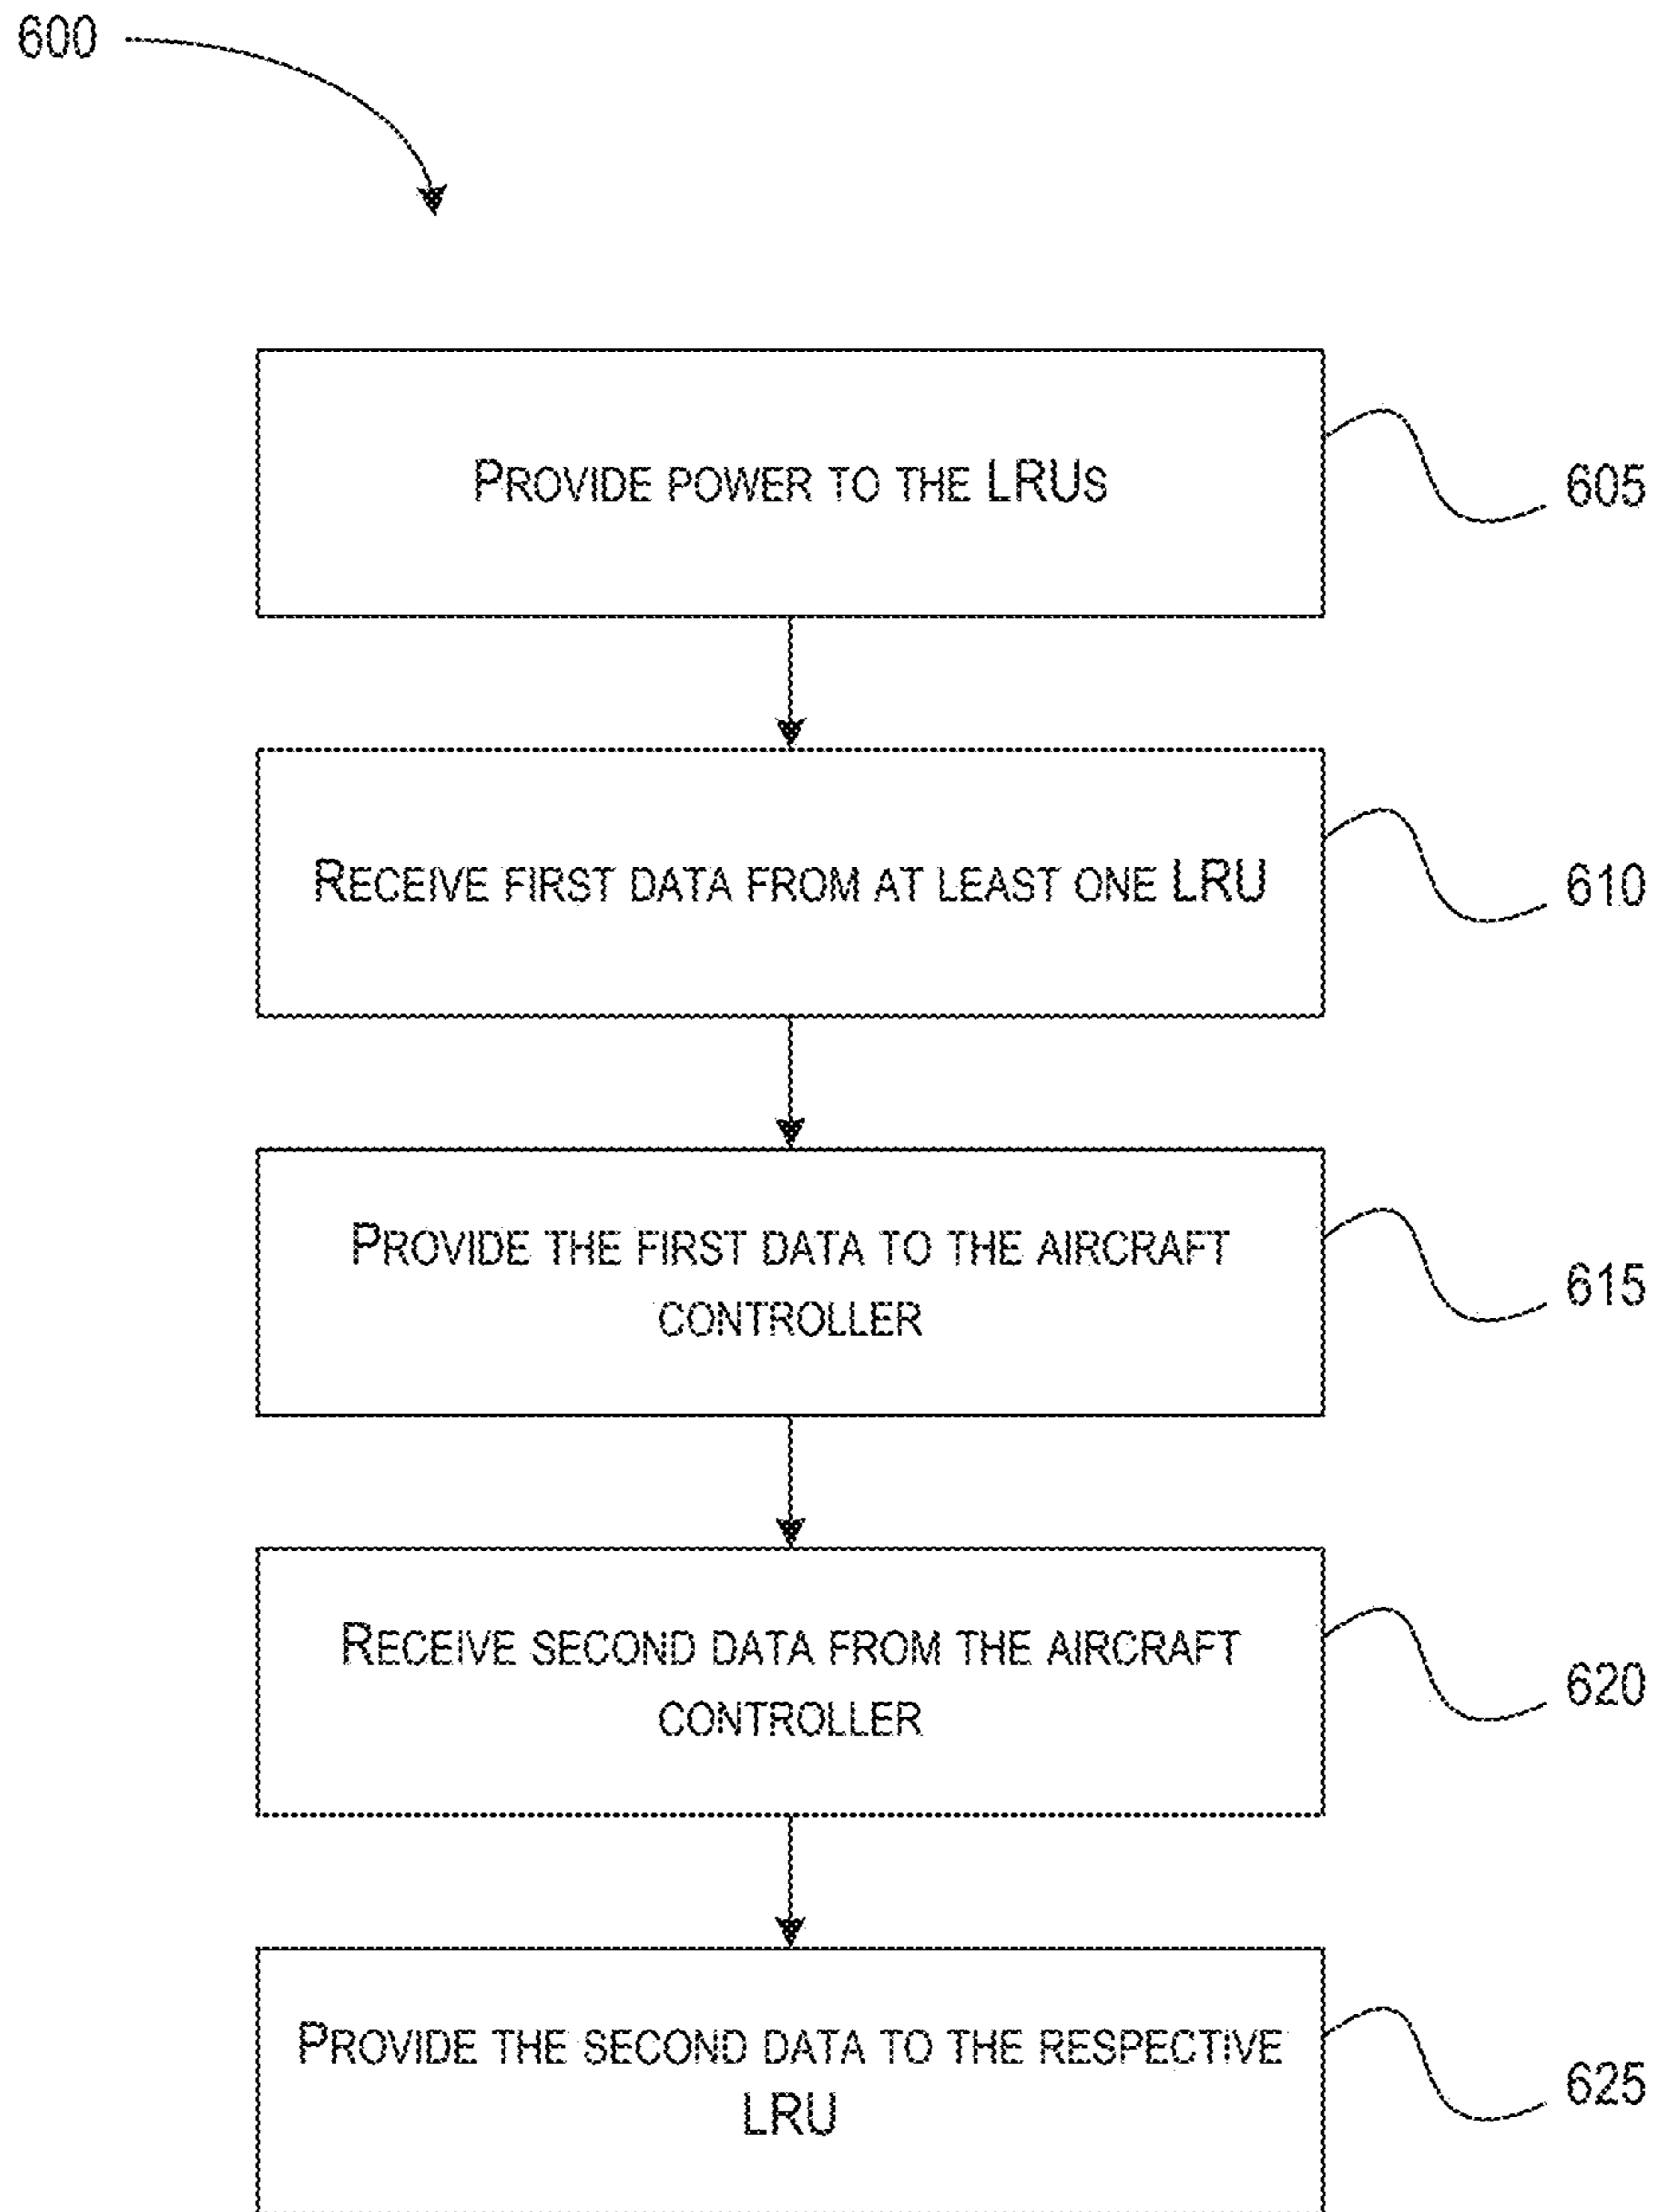 600
PROVIDE POWER TO THE LRUS
605
RECEIVE FIRST DATA FROM AT LEAST ONE LRU
610
PROVIDE THE FIRST DATA TO THE AIRCRAFT
CONTROLLER
615
RECEIVE SECOND DATA FROM THE AIRCRAFT
CONTROLLER
620
PROVIDE THE SECOND DATA TO THE RESPECTIVE
LRU
625